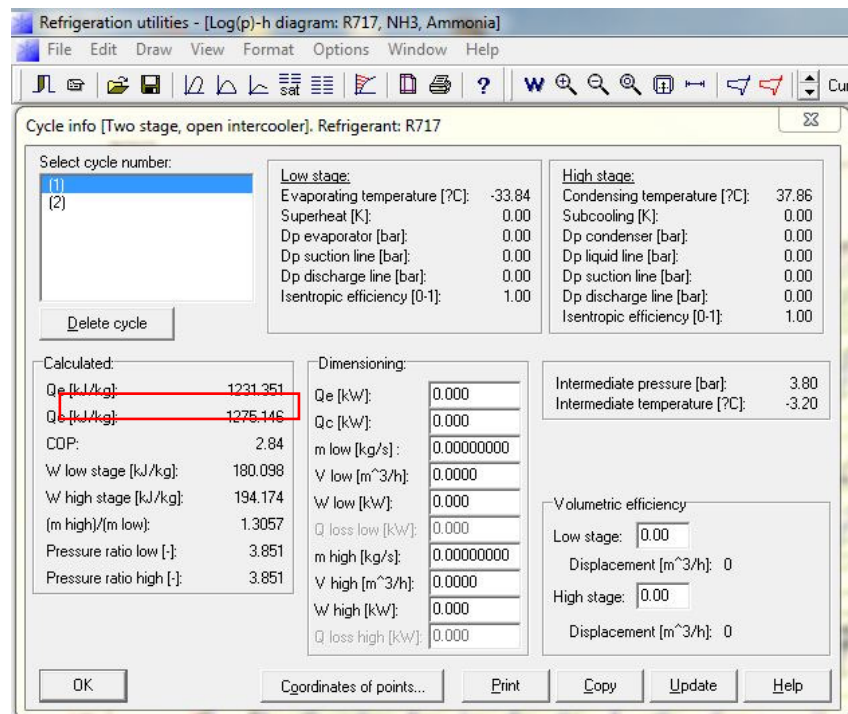 Refrigeration utilities - [Log(p)-h diagram: R717, NH3, Ammonia]
File Edit Draw View Format Options Window Help
sat ? W Cu
Cycle info [Two stage, open intercooler]. Refrigerant: R717
Select cycle number:
(1)
(2)
Delete cycle
Low stage:
Evaporating temperature [?C]: -33.84
Superheat [K]: 0.00
Dp evaporator [bar]: 0.00
Dp suction line [bar]: 0.00
Dp discharge line [bar]: 0.00
Isentropic efficiency [0-1]: 1.00
High stage:
Condensing temperature [?C]: 37.86
Subcooling [K]: 0.00
Dp condenser [bar]: 0.00
Dp liquid line [bar]: 0.00
Dp suction line [bar]: 0.00
Dp discharge line [bar]: 0.00
Isentropic efficiency [0-1]: 1.00
Calculated:
Qe [kJ/kg]: 1231.351
[kJ/kg]: 1275.146
COP: 2.84
W low stage [kJ/kg]: 180.098
W high stage [kJ/kg]: 194.174
(m high)/(m low): 1.3057
Pressure ratio low [-]: 3.851
Pressure ratio high [-]: 3.851
Dimensioning:
Qe [kW]: 0.000
Qc [kW]: 0.000
m low [kg/s] : 0.00000000
V low [m^3/h]: 0.0000
W low [kW]: 0.000
Q loss low [kW]: 0.000
m high [kg/s]: 0.00000000
V high [m^3/h]: 0.0000
W high [kW]: 0.000
Q loss high [kW]: 0.000
Intermediate pressure [bar]: 3.80
Intermediate temperature [?C]: -3.20
Volumetric efficiency
Low stage: 0.00
Displacement [m^3/h]: 0
High stage: 0.00
Displacement [m^3/h]: 0
OK
Coordinates of points...
Print
Copy
Update
Help